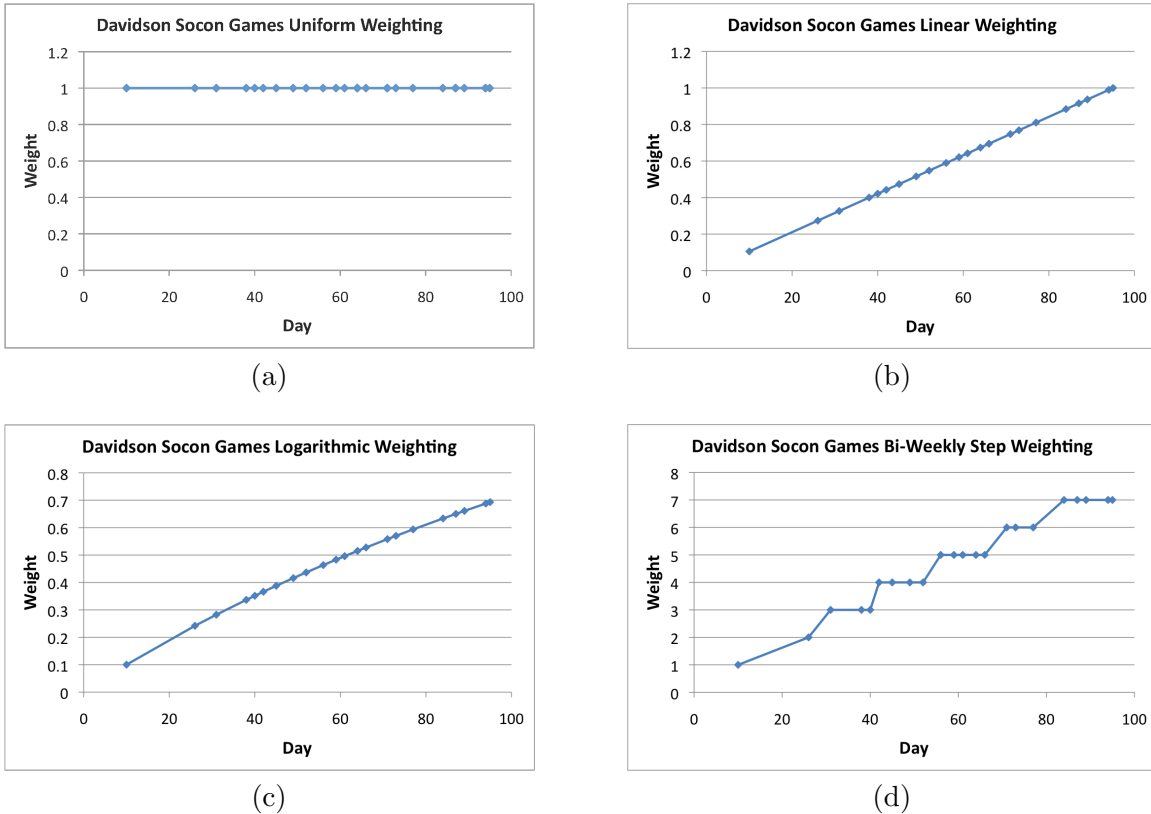 Davidson Socon Games Uniform Weighting
1.2
1
0.8
0.6
0.4
0.2
0
Weight
0 20 40 60 80 100
Day
(a)
Davidson Socon Games Linear Weighting
1.2
1
0.8
0.6
0.4
0.2
0
Weight
0 20 40 60 80 100
Day
(b)
Davidson Socon Games Logarithmic Weighting
0.8
0.7
0.6
0.5
0.4
0.3
0.2
0.1
0
Weight
0 20 40 60 80 100
Day
(c)
Davidson Socon Games Bi-Weekly Step Weighting
8
7
6
5
4
3
2
1
0
Weight
0 20 40 60 80 100
Day
(d)